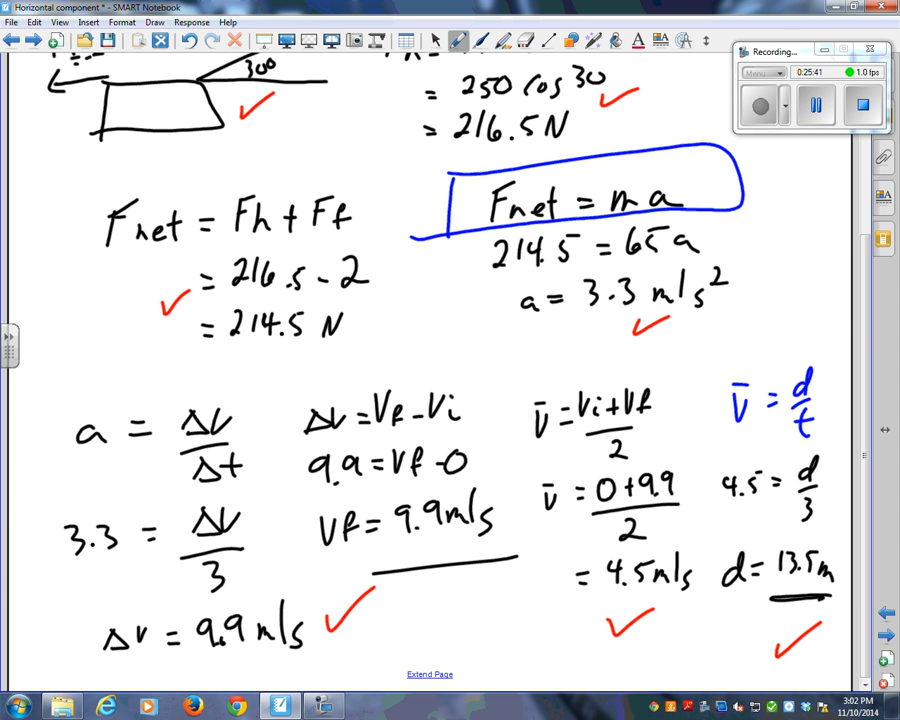 Horizontal component * - SMART Notebook
File Edit View Insert Format Draw Response Help
Recording...
Menu
0:25:41
1.0 fps
300
= 250 cos 30
= 216.5 N
Fnet = Fh + Ff
= 216.5 - 2
= 214.5 N
Fnet = ma
214.5 = 65 a
a = 3.3 m/s²
a = ΔV/Δt
3.3 = ΔV/3
ΔV = 9.9 m/s
ΔV = Vf - Vi
9.9 = Vf - 0
Vf = 9.9 m/s
V̄ = Vi + Vf/2
V̄ = 0 + 9.9/2
= 4.5 m/s
V̄ = d/t
4.5 = d/3
d = 13.5 m
Extend Page
3:02 PM
11/10/2014